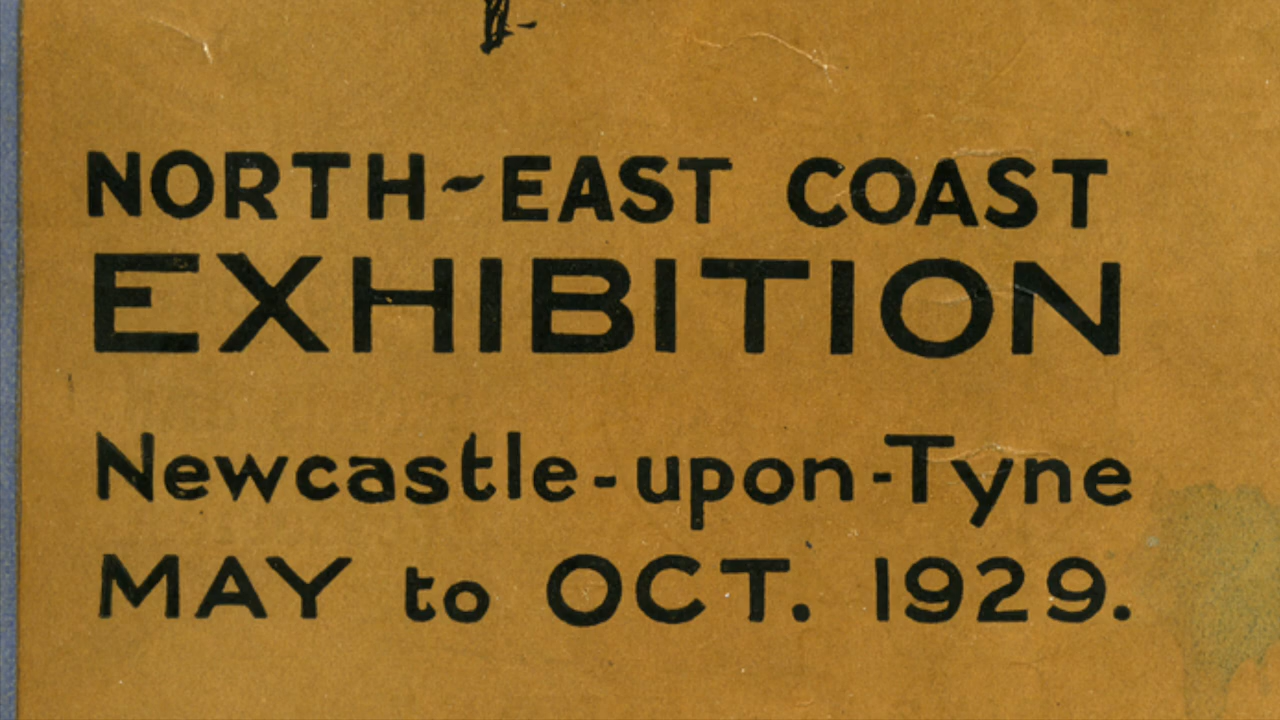 NORTH-EAST COAST
EXHIBITION
Newcastle-upon-Tyne
MAY to OCT. 1929.